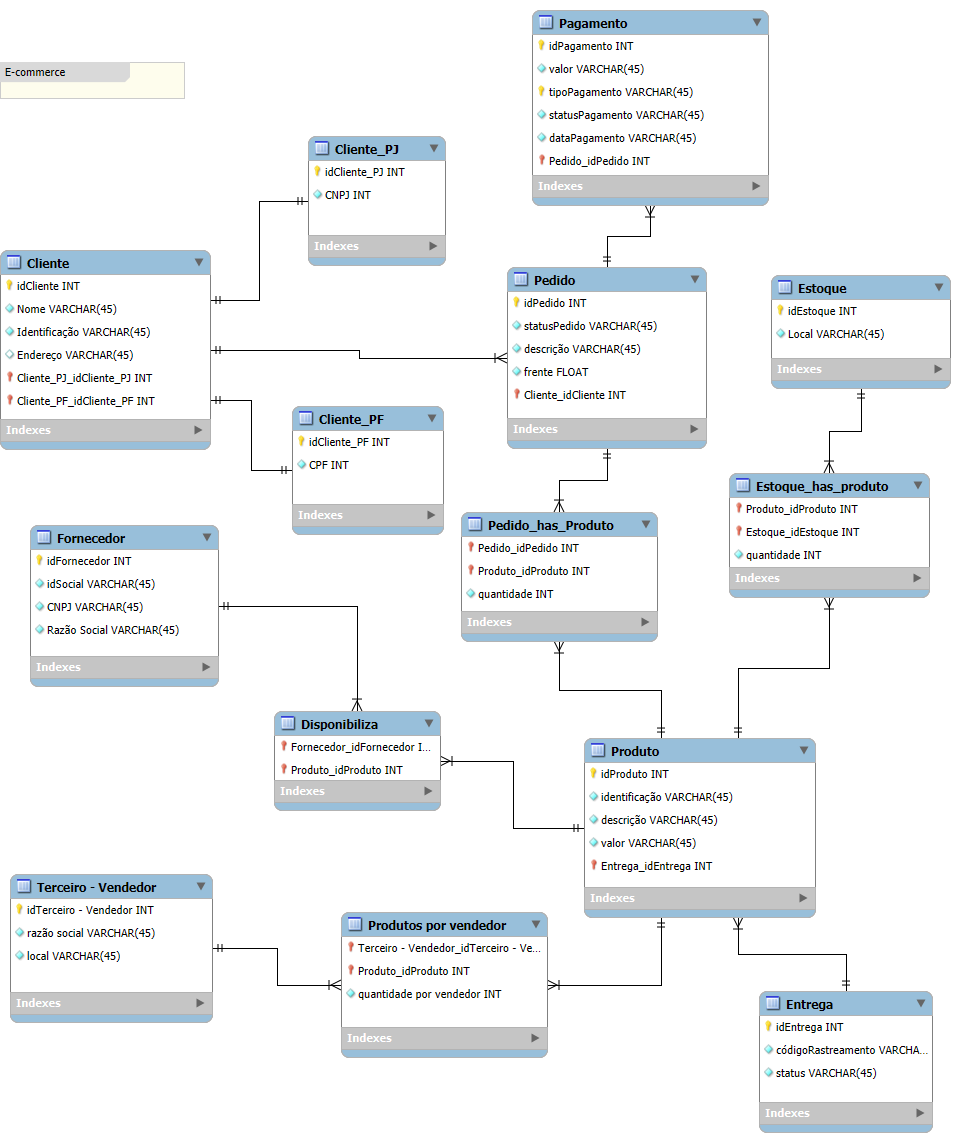 E-commerce
Pagamento
idPagamento INT
valor VARCHAR(45)
tipoPagamento VARCHAR(45)
statusPagamento VARCHAR(45)
dataPagamento VARCHAR(45)
Pedido_idPedido INT
Indexes
Cliente_PJ
idCliente_PJ INT
CNPJ INT
Indexes
Cliente
idCliente INT
Nome VARCHAR(45)
Identificação VARCHAR(45)
Endereço VARCHAR(45)
Cliente_PJ_idCliente_PJ INT
Cliente_PF_idCliente_PF INT
Indexes
Pedido
idPedido INT
statusPedido VARCHAR(45)
descrição VARCHAR(45)
frente FLOAT
Cliente_idCliente INT
Indexes
Estoque
idEstoque INT
Local VARCHAR(45)
Indexes
Cliente_PF
idCliente_PF INT
CPF INT
Indexes
Estoque_has_produto
Produto_idProduto INT
Estoque_idEstoque INT
quantidade INT
Indexes
Pedido_has_Produto
Pedido_idPedido INT
Produto_idProduto INT
quantidade INT
Indexes
Fornecedor
idFornecedor INT
idSocial VARCHAR(45)
CNPJ VARCHAR(45)
Razão Social VARCHAR(45)
Indexes
Disponibiliza
Fornecedor_idFornecedor I...
Produto_idProduto INT
Indexes
Produto
idProduto INT
identificação VARCHAR(45)
descrição VARCHAR(45)
valor VARCHAR(45)
Entrega_idEntrega INT
Indexes
Terceiro - Vendedor
idTerceiro - Vendedor INT
razão social VARCHAR(45)
local VARCHAR(45)
Indexes
Produtos por vendedor
Terceiro - Vendedor_idTerceiro - Ve...
Produto_idProduto INT
quantidade por vendedor INT
Indexes
Entrega
idEntrega INT
códigoRastreamento VARCHA...
status VARCHAR(45)
Indexes